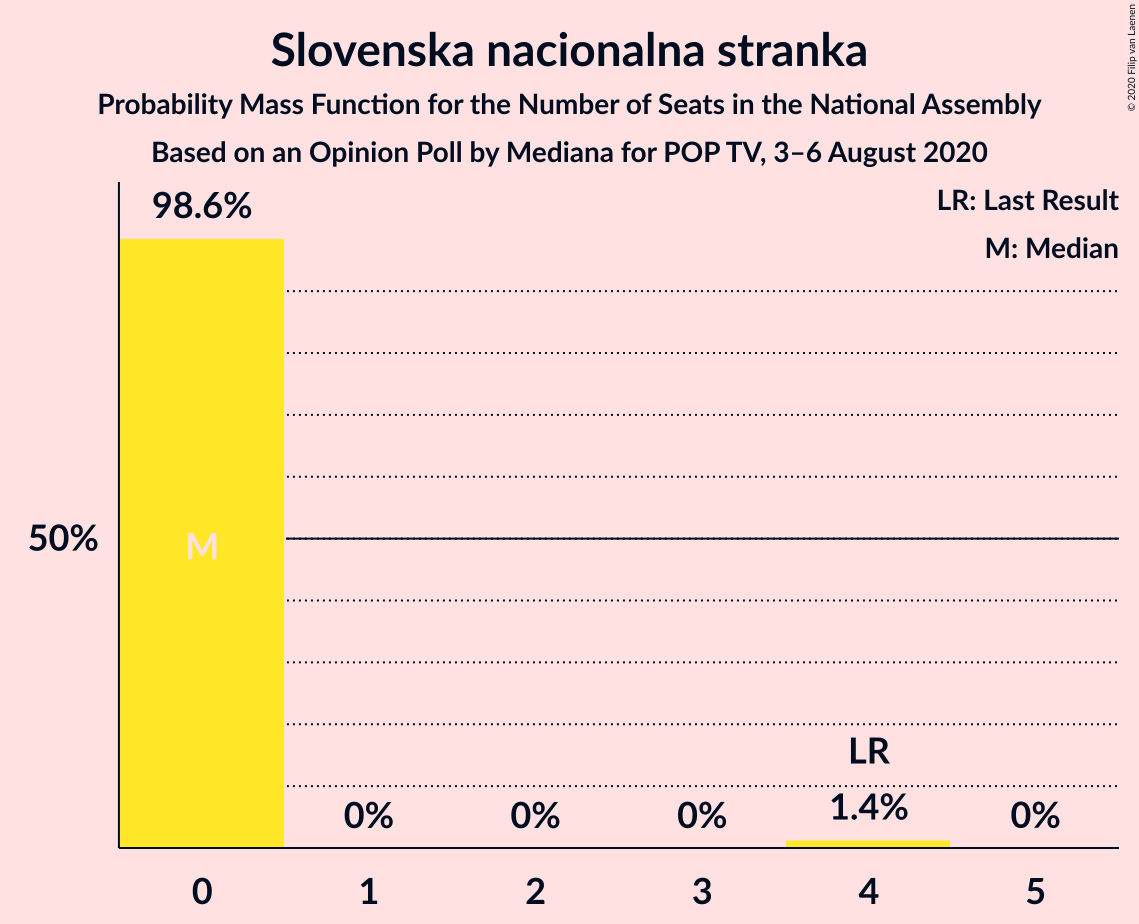 Slovenska nacionalna stranka
Probability Mass Function for the Number of Seats in the National Assembly
Based on an Opinion Poll by Mediana for POP TV, 3–6 August 2020
© 2020 Filip van Laenen
LR: Last Result
M: Median
98.6%
50%
M
LR
0%
0%
0%
1.4%
0%
0
1
2
3
4
5